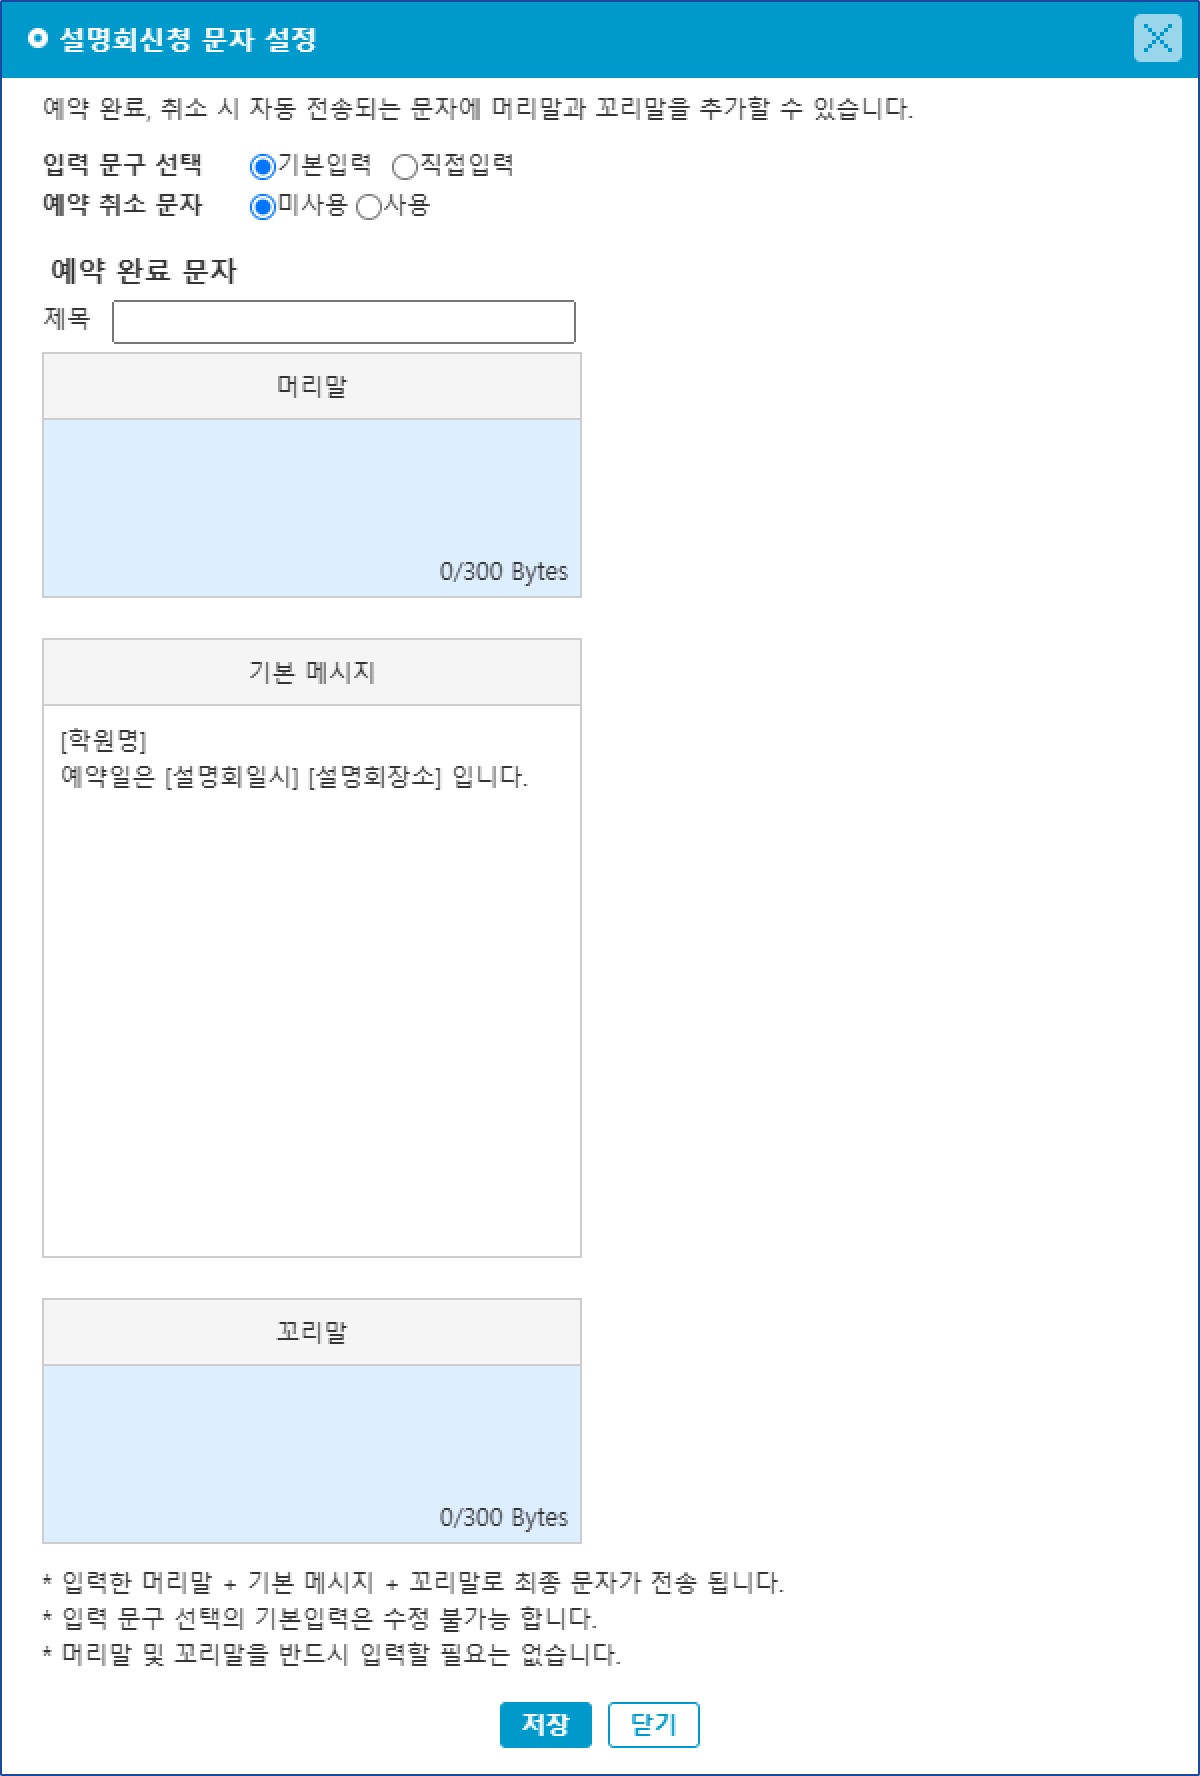 설명회신청 문자 설정
예약 완료, 취소 시 자동 전송되는 문자에 머리말과 꼬리말을 추가할 수 있습니다.
입력 문구 선택 기본입력 직접입력
예약 취소 문자 미사용 사용
예약 완료 문자
제목
머리말
0/300 Bytes
기본 메시지
[학원명]
예약일은 [설명회일시] [설명회장소] 입니다.
꼬리말
0/300 Bytes
* 입력한 머리말 + 기본 메시지 + 꼬리말로 최종 문자가 전송 됩니다.
* 입력 문구 선택의 기본입력은 수정 불가능 합니다.
* 머리말 및 꼬리말을 반드시 입력할 필요는 없습니다.
저장 닫기